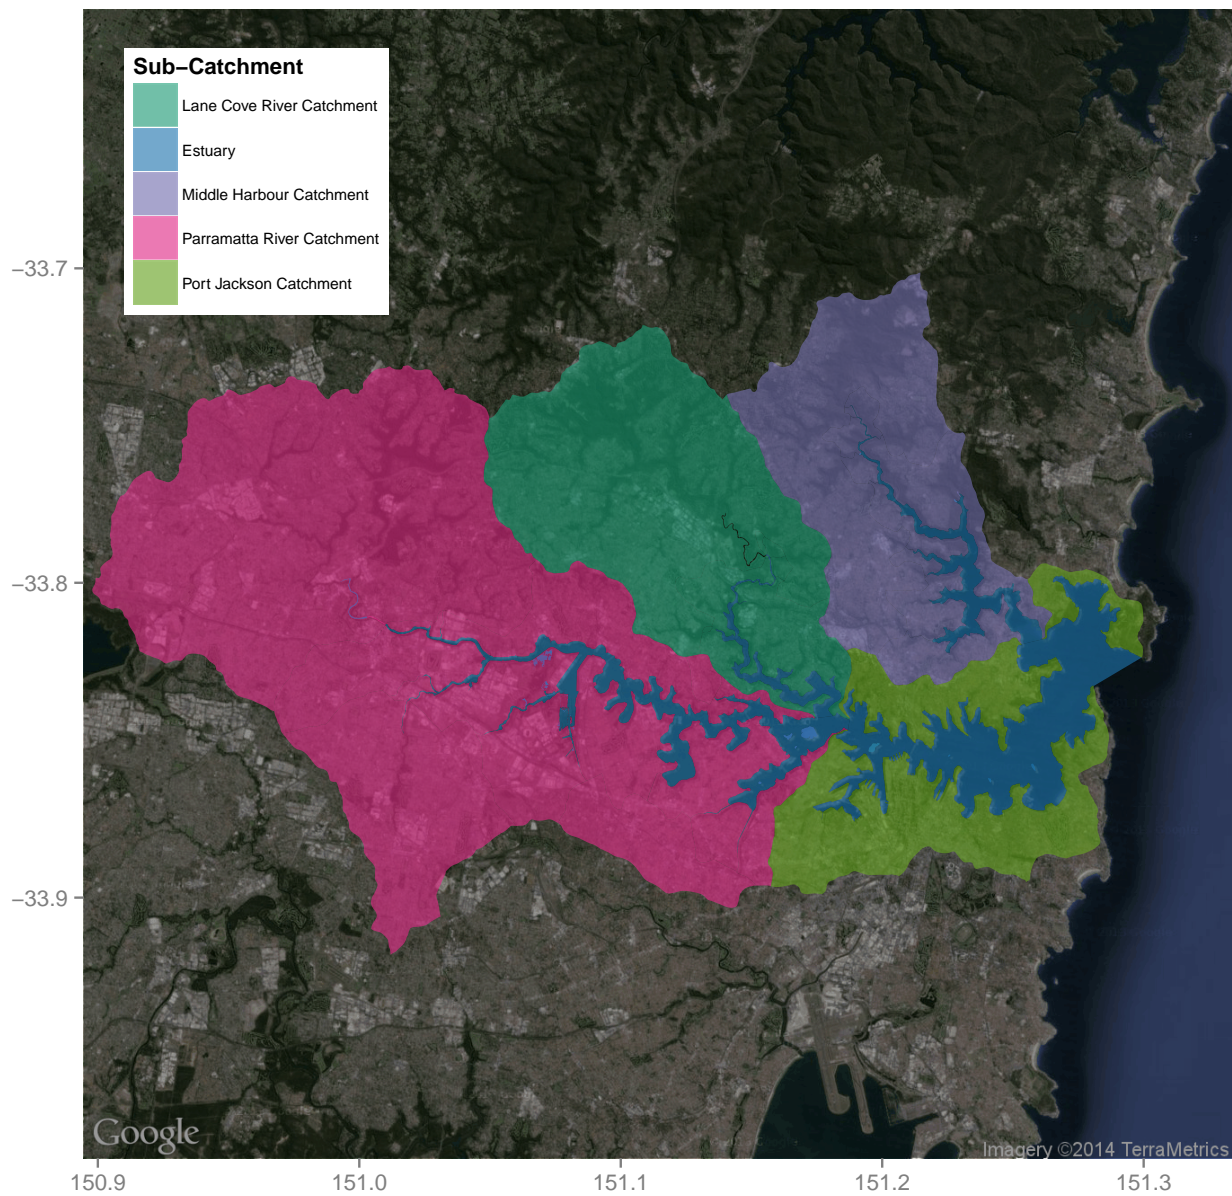 Sub−Catchment
Lane Cove River Catchment
Estuary
Middle Harbour Catchment
Parramatta River Catchment
Port Jackson Catchment
−33.7
−33.8
−33.9
Google
Imagery ©2014 TerraMetrics
150.9
151.0
151.1
151.2
151.3